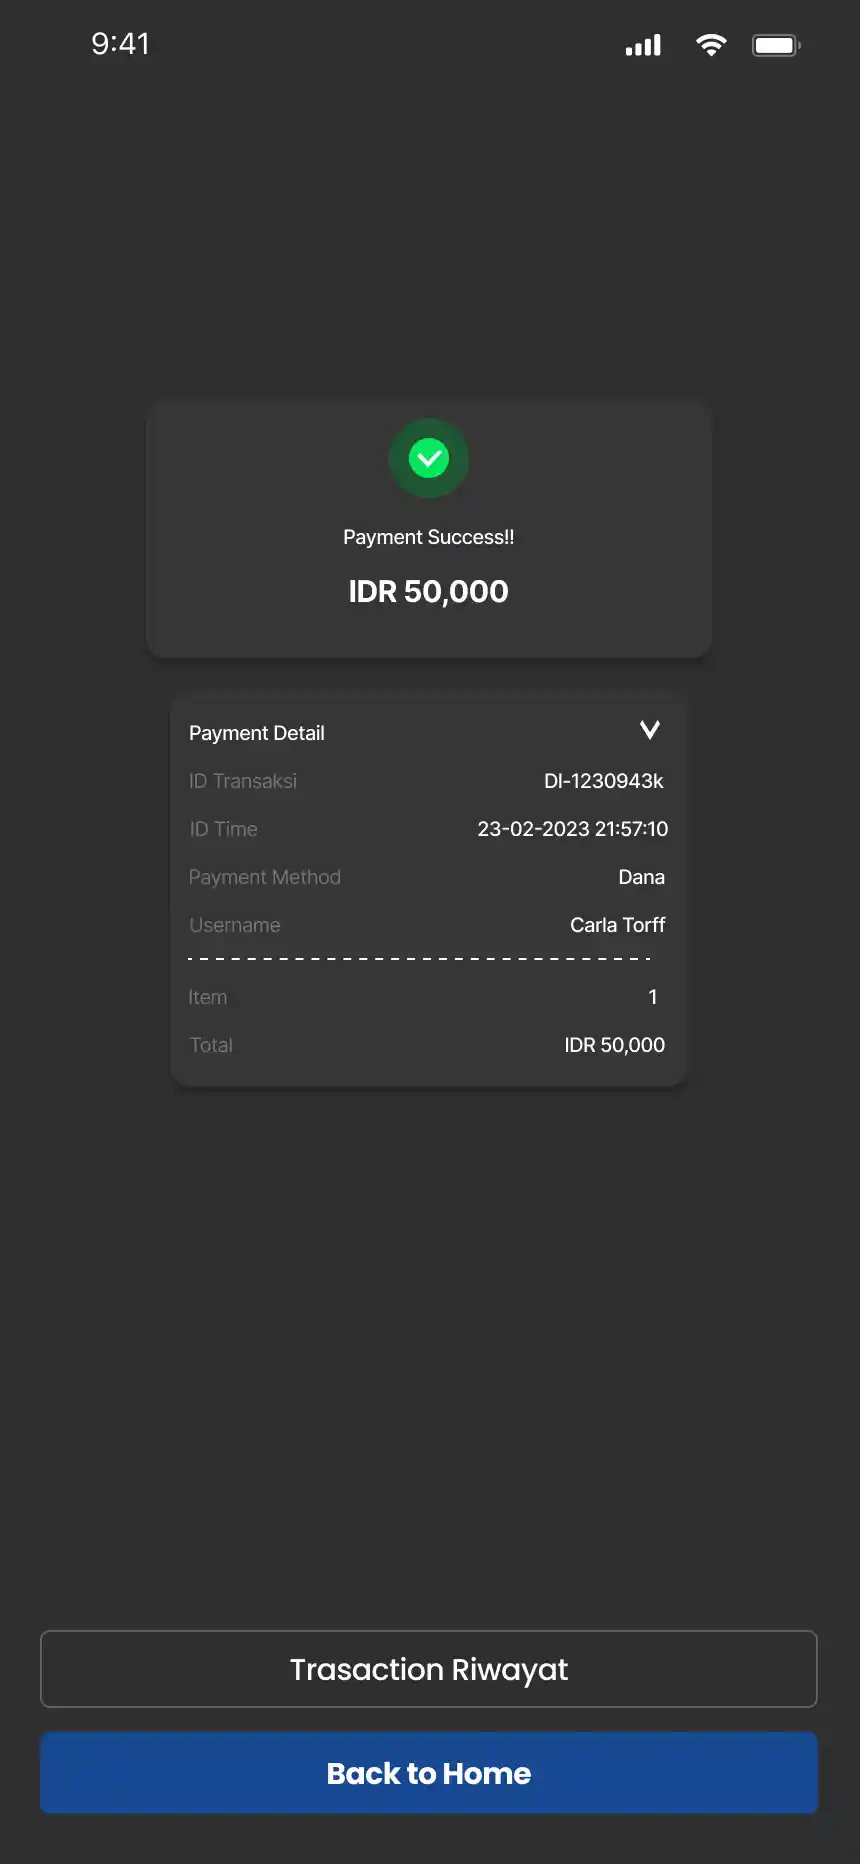 9:41
Payment Success!!
IDR 50,000
Payment Detail
ID Transaksi DI-1230943k
ID Time 23-02-2023 21:57:10
Payment Method Dana
Username Carla Torff
Item 1
Total IDR 50,000
Trasaction Riwayat
Back to Home